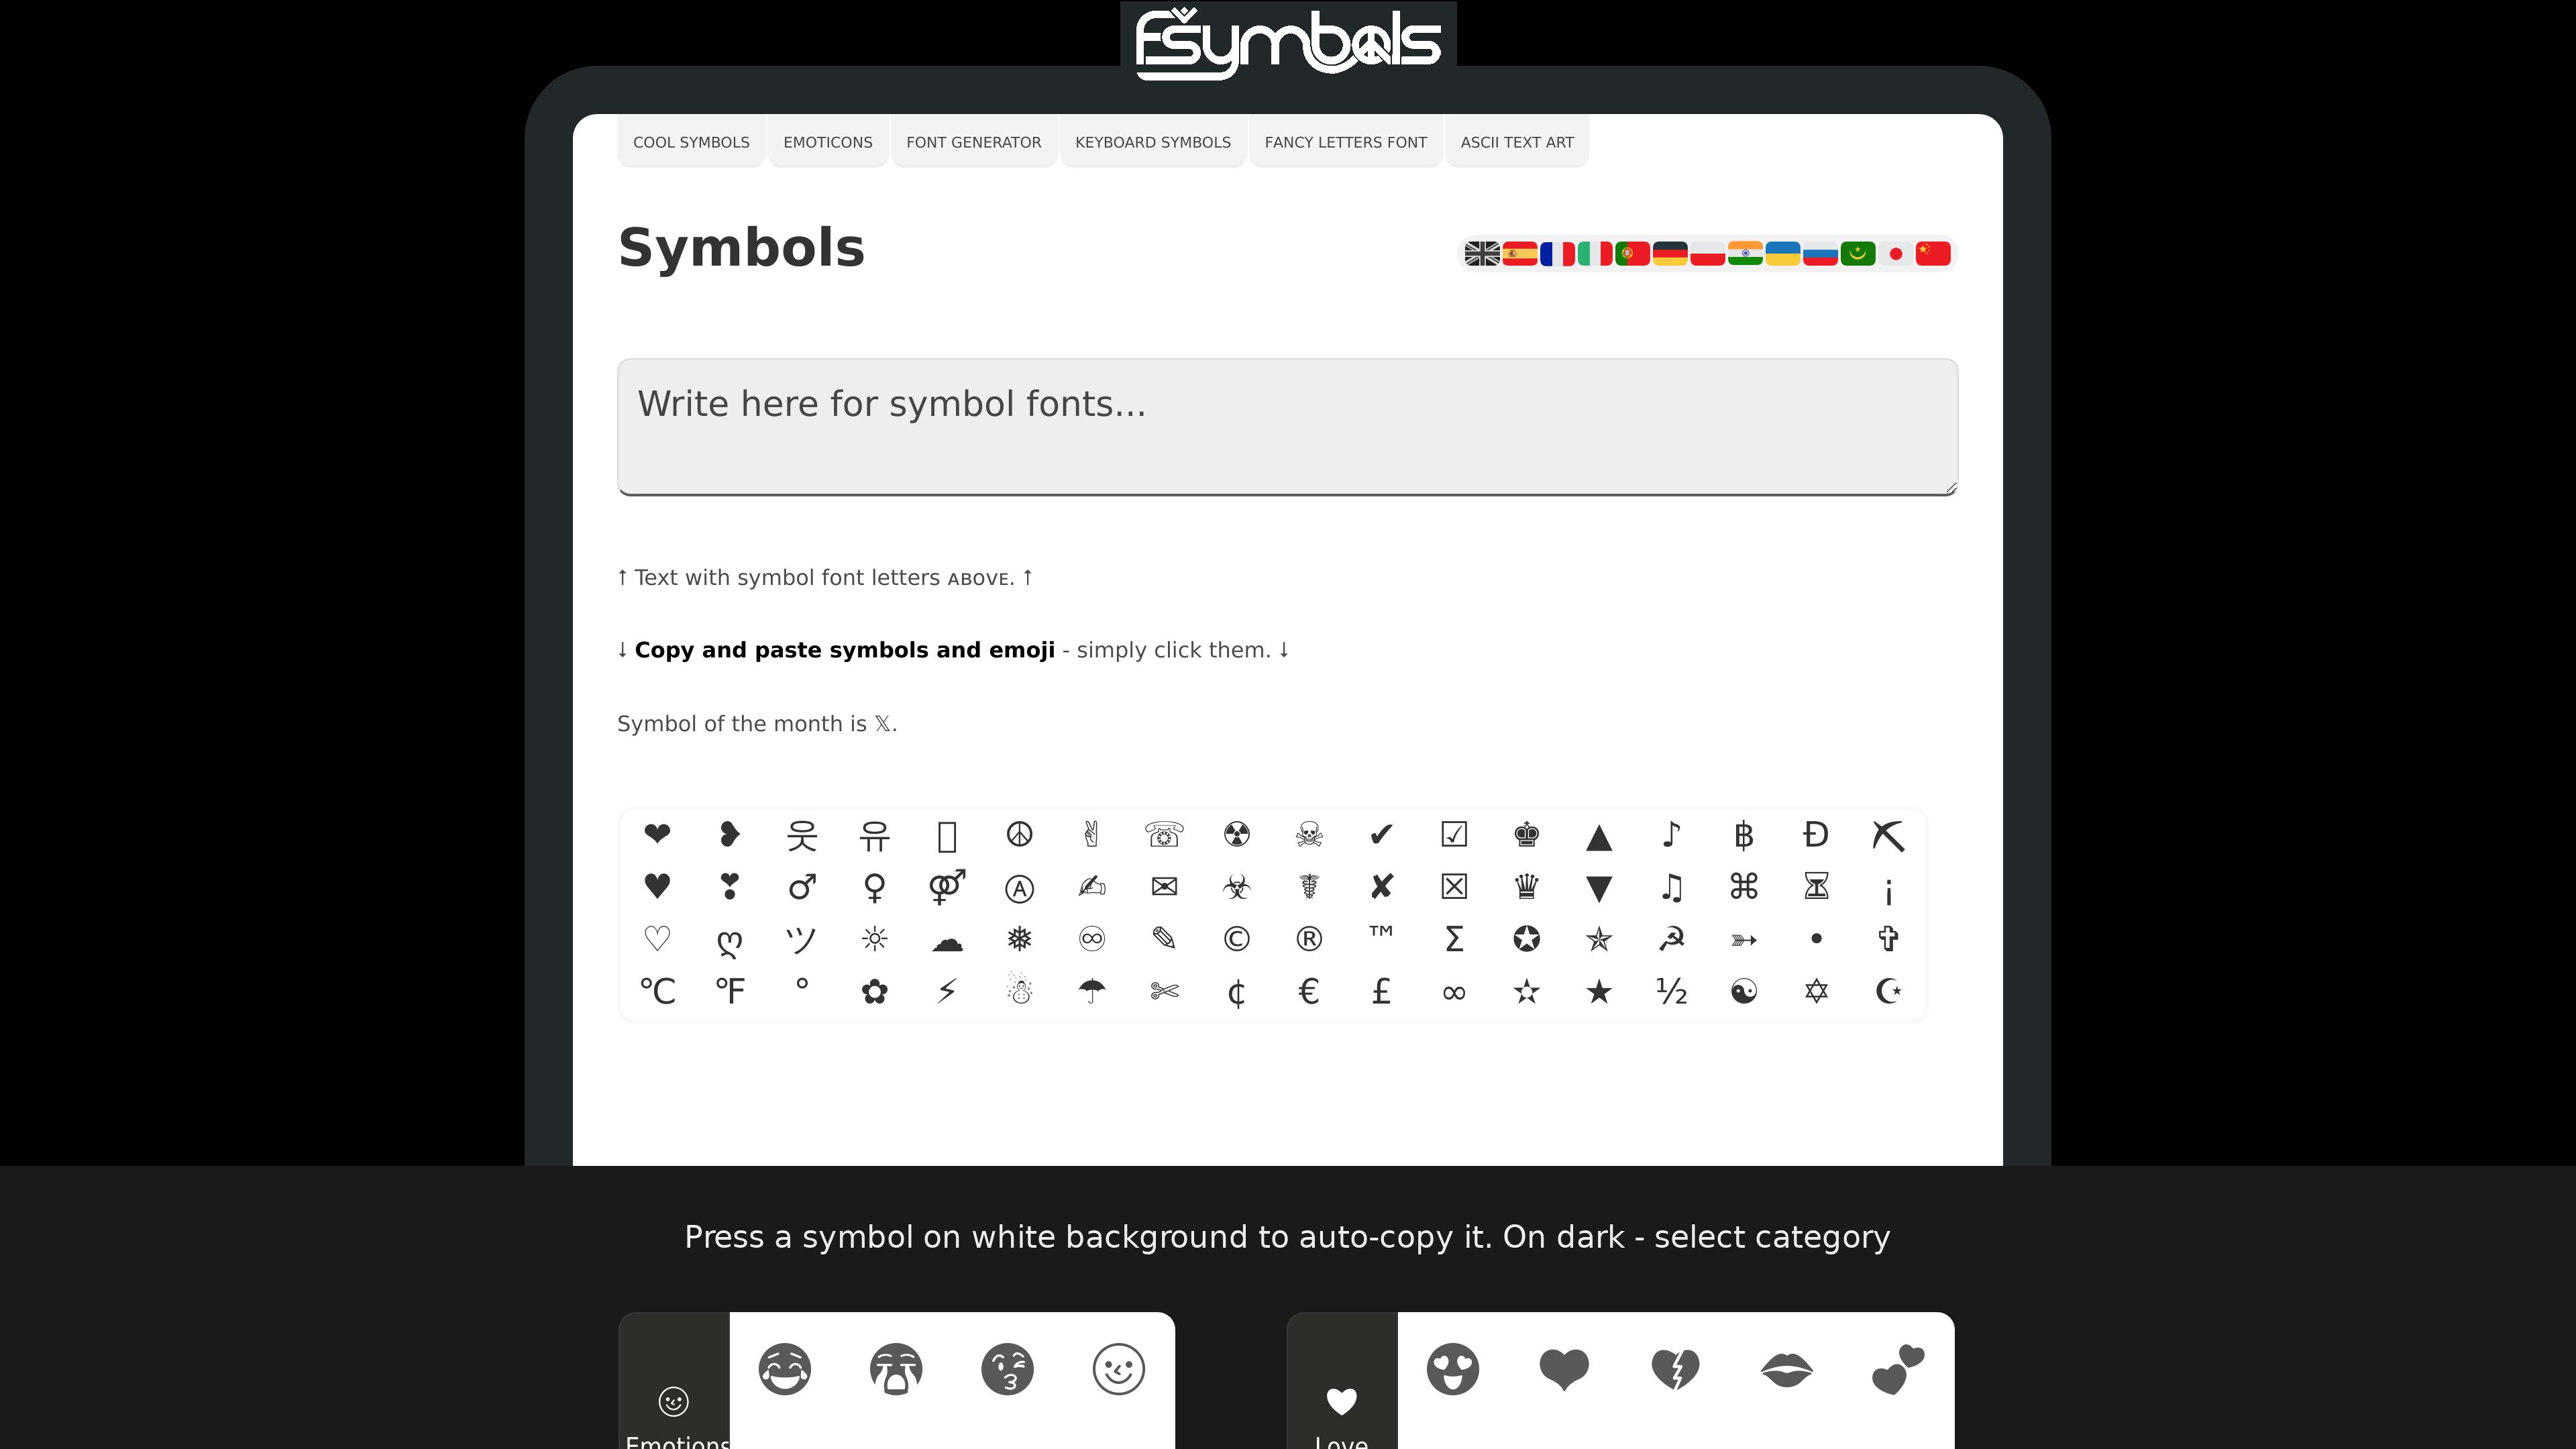 fsymbols
COOL SYMBOLS EMOTICONS FONT GENERATOR KEYBOARD SYMBOLS FANCY LETTERS FONT ASCII TEXT ART
Symbols
Write here for symbol fonts...
↑ Text with symbol font letters ᴀʙᴏᴠᴇ. ↑
↓ Copy and paste symbols and emoji - simply click them. ↓
Symbol of the month is 𝕏.
❤ ❥ 웃 유 ☮ ✌ ☏ ☢ ☠ ✔ ☑ ♚ ▲ ♪ ฿ Ɖ ⛏
♥ ❣ ♂ ♀ ⚤ Ⓐ ✍ ✉ ☣ ☤ ✘ ☒ ♛ ▼ ♫ ⌘ ⌛ ¡
♡ ღ ツ ☼ ☁ ❅ ♾ ✎ © ® ™ Σ ✪ ✯ ☭ ➳ • ✞
℃ ℉ ° ✿ ⚡ ☃ ☂ ✄ ¢ € £ ∞ ✫ ★ ½ ☯ ✡ ☪
Press a symbol on white background to auto-copy it. On dark - select category
Emotions
Love